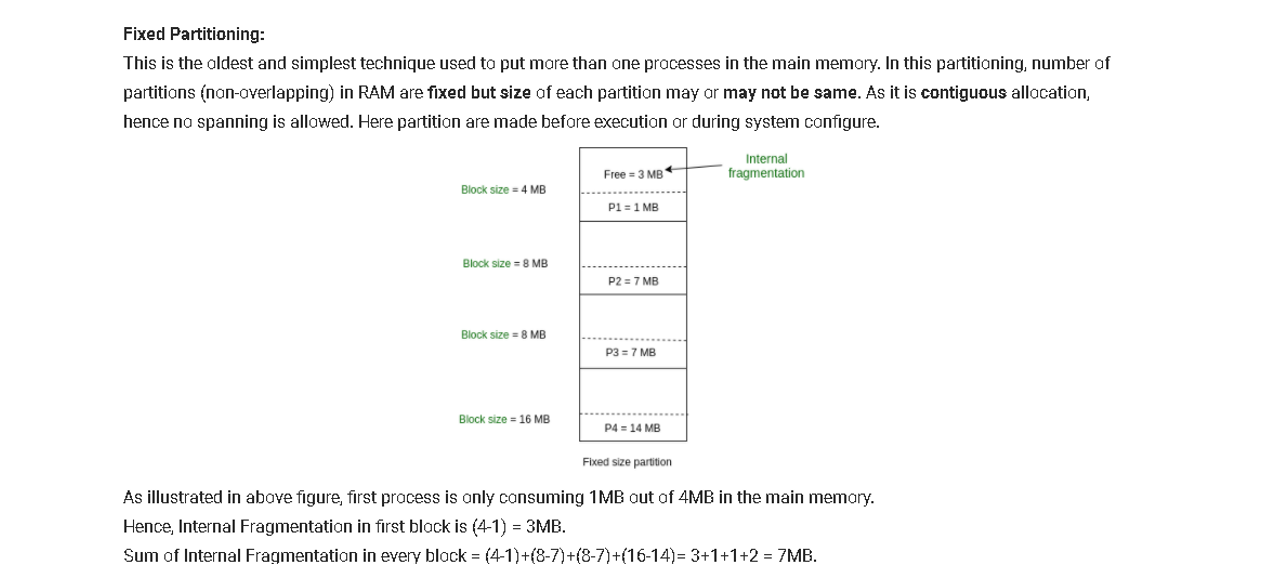 Fixed Partitioning:
This is the oldest and simplest technique used to put more than one processes in the main memory. In this partitioning, number of
partitions (non-overlapping) in RAM are fixed but size of each partition may or may not be same. As it is contiguous allocation,
hence no spanning is allowed. Here partition are made before execution or during system configure.
Internal
fragmentation
Free = 3 MB
Block size = 4 MB
P1 = 1 MB
Block size = 8 MB
P2 = 7 MB
Block size = 8 MB
P3 = 7 MB
Block size = 16 MB
P4 = 14 MB
Fixed size partition
As illustrated in above figure, first process is only consuming 1MB out of 4MB in the main memory.
Hence, Internal Fragmentation in first block is (4-1) = 3MB.
Sum of Internal Fragmentation in every block = (4-1)+(8-7)+(8-7)+(16-14)= 3+1+1+2 = 7MB.